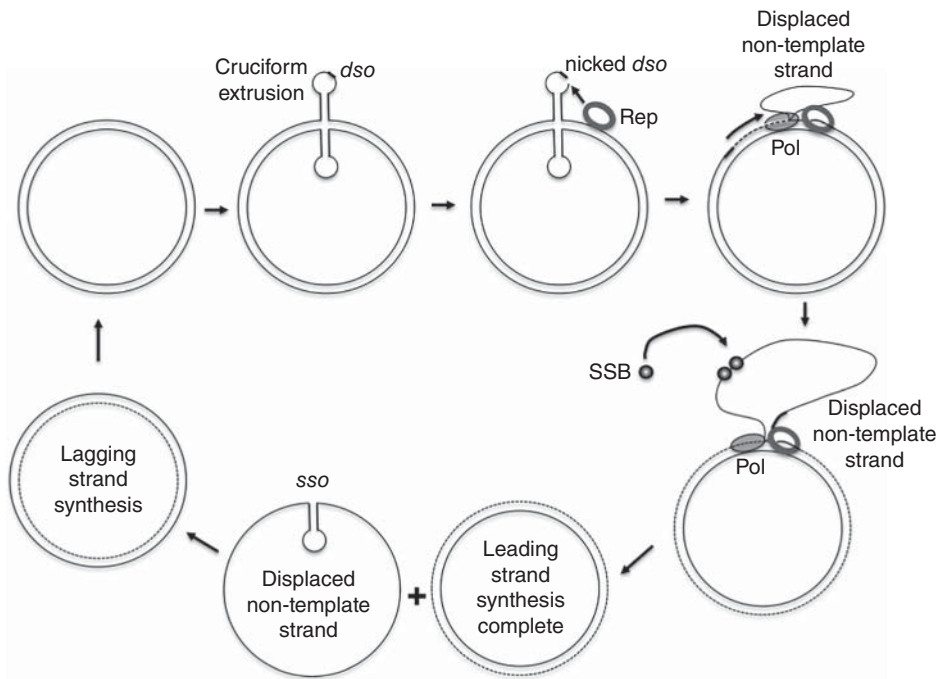 Cruciform
extrusion
dso
nicked dso
Rep
Displaced
non-template
strand
Pol
SSB
Displaced
non-template
strand
Pol
Leading
strand
synthesis
complete
+
sso
Displaced
non-template
strand
Lagging
strand
synthesis